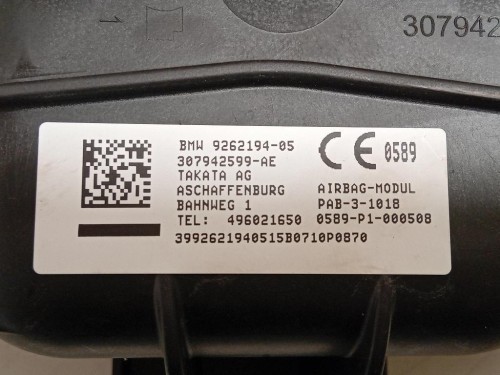 307942
BMW 9262194-05
307942599-AE
TAKATA AG
ASCHAFFENBURG
BAHNWEG 1
TEL: 496021650
CE 0589
AIRBAG-MODUL
PAB-3-1018
0589-P1-000508
3992621940515B0710P0870